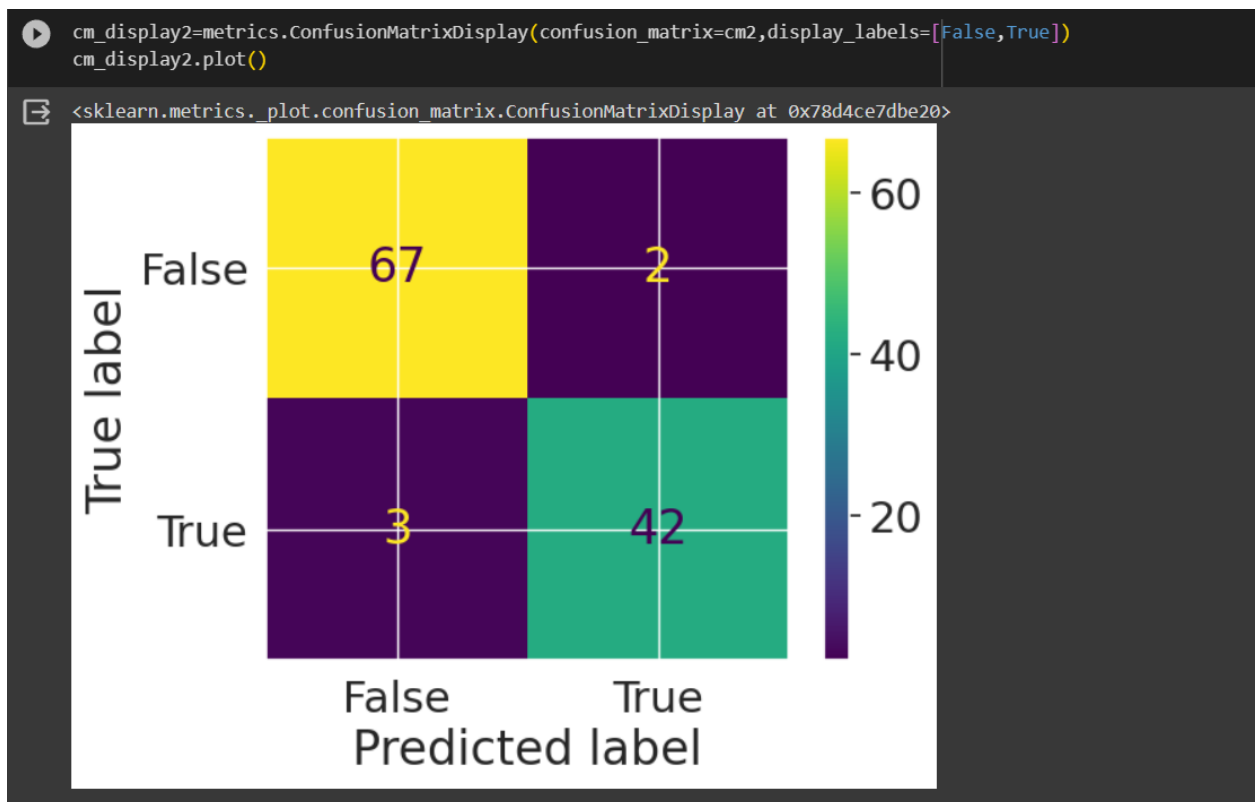 cm_display2=metrics.ConfusionMatrixDisplay(confusion_matrix=cm2,display_labels=[False,True])
cm_display2.plot()
<sklearn.metrics._plot.confusion_matrix.ConfusionMatrixDisplay at 0x78d4ce7dbe20>
True label
False
67
2
60
40
True
3
42
20
False
True
Predicted label